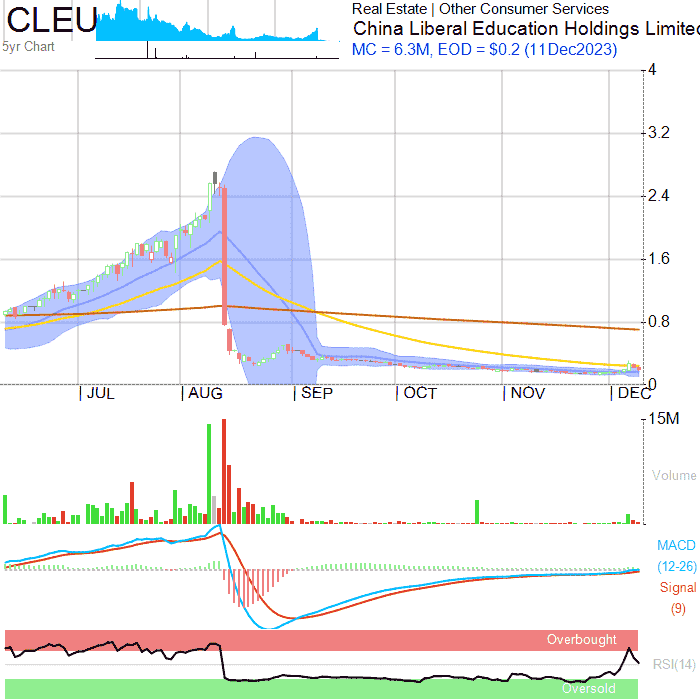 CLEU
5yr Chart
Real Estate | Other Consumer Services
China Liberal Education Holdings Limited
MC = 6.3M, EOD = $0.2 (11Dec2023)
4
3.2
2.4
1.6
0.8
0
| JUL
| AUG
| SEP
| OCT
| NOV
| DEC
15M
Volume
MACD
(12-26)
Signal
(9)
Overbought
RSI(14)
Oversold